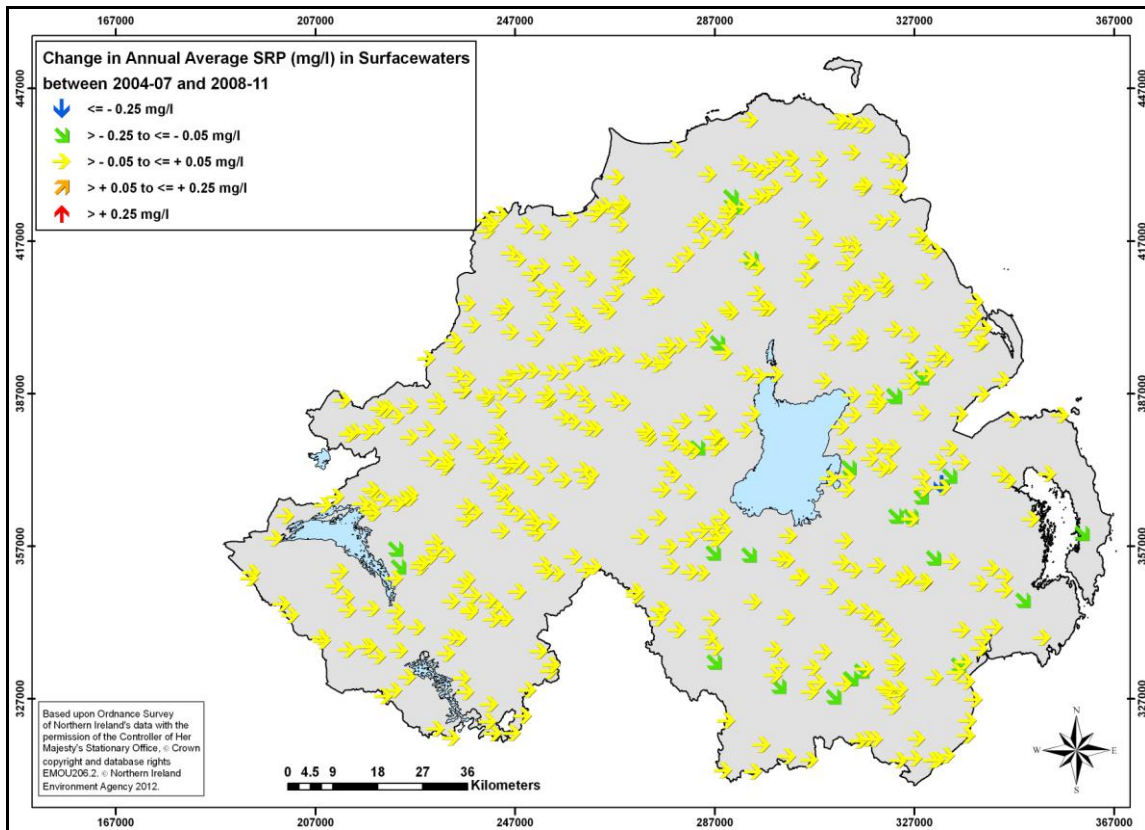 167000 207000 247000 287000 327000 367000
Change in Annual Average SRP (mg/l) in Surfacewaters
between 2004-07 and 2008-11
<= - 0.25 mg/l
> - 0.25 to <= - 0.05 mg/l
> - 0.05 to <= + 0.05 mg/l
> + 0.05 to <= + 0.25 mg/l
> + 0.25 mg/l
447000 447000
417000 417000
387000 387000
357000 357000
327000 327000
Based upon Ordnance Survey
of Northern Ireland's data with the
permission of the Controller of Her
Majesty's Stationary Office, © Crown
copyright and database rights
EMOU206.2. © Northern Ireland
Environment Agency 2012.
0 4.5 9 18 27 36
Kilometers
N
W E
S
167000 207000 247000 287000 327000 367000